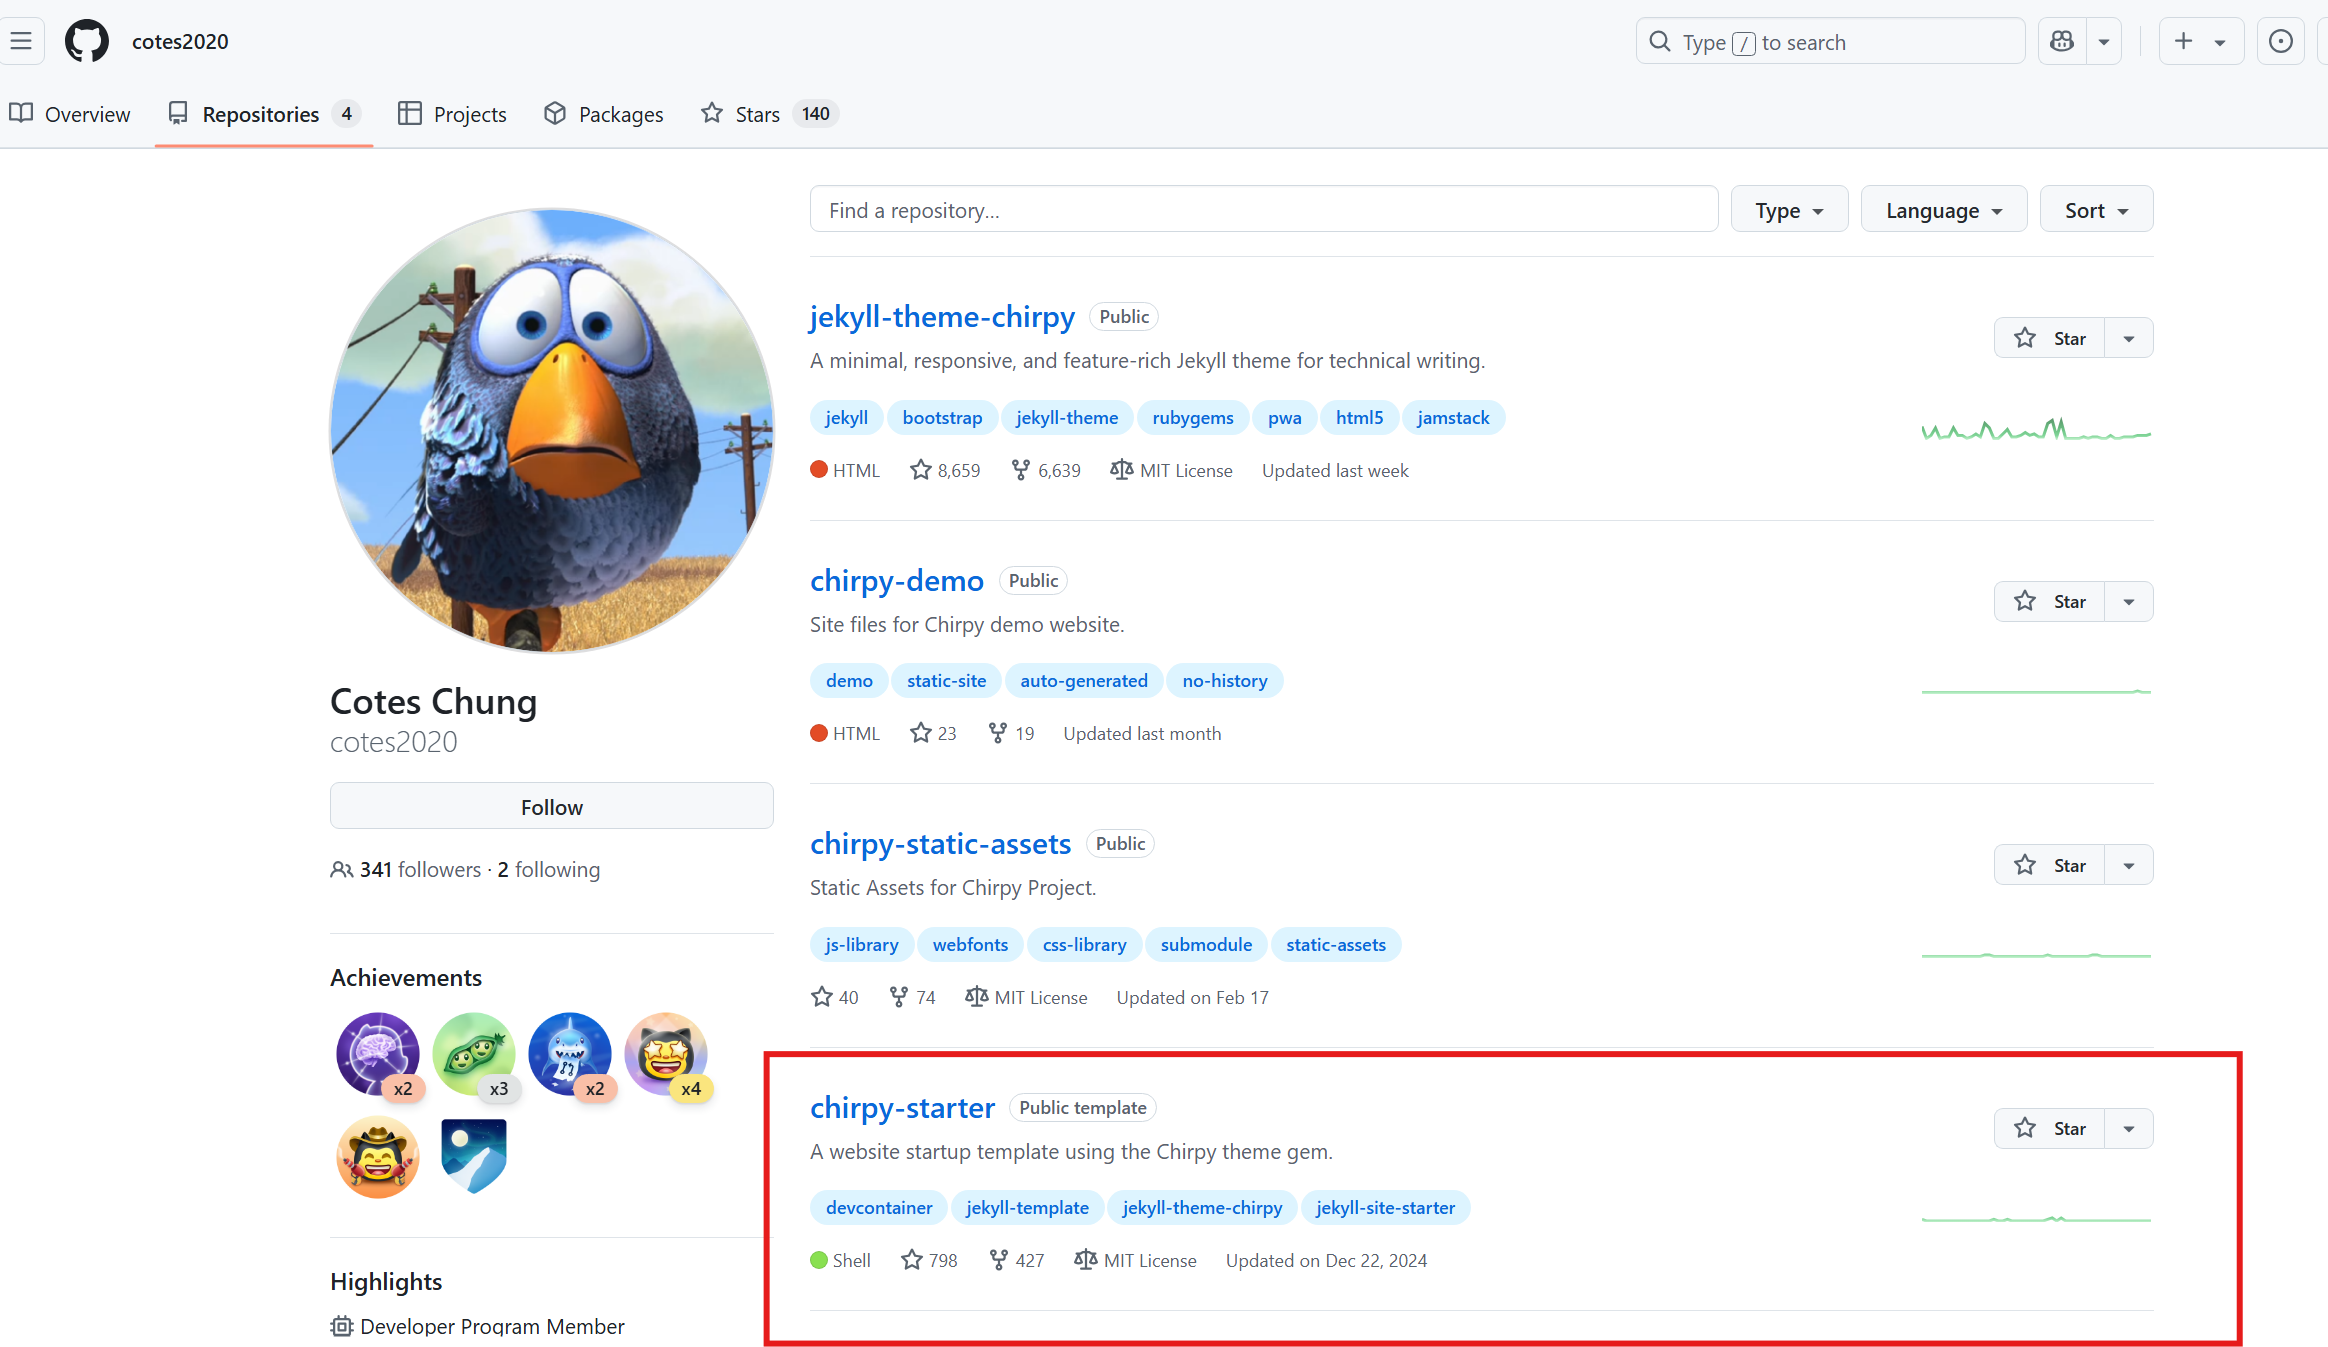 cotes2020
Type / to search
Overview
Repositories 4
Projects
Packages
Stars 140
Find a repository...
Type
Language
Sort
Cotes Chung
cotes2020
Follow
341 followers · 2 following
Achievements
x2
x3
x2
x4
Highlights
Developer Program Member
jekyll-theme-chirpy Public
Star
A minimal, responsive, and feature-rich Jekyll theme for technical writing.
jekyll bootstrap jekyll-theme rubygems pwa html5 jamstack
HTML 8,659 6,639 MIT License Updated last week
chirpy-demo Public
Star
Site files for Chirpy demo website.
demo static-site auto-generated no-history
HTML 23 19 Updated last month
chirpy-static-assets Public
Star
Static Assets for Chirpy Project.
js-library webfonts css-library submodule static-assets
40 74 MIT License Updated on Feb 17
chirpy-starter Public template
Star
A website startup template using the Chirpy theme gem.
devcontainer jekyll-template jekyll-theme-chirpy jekyll-site-starter
Shell 798 427 MIT License Updated on Dec 22, 2024